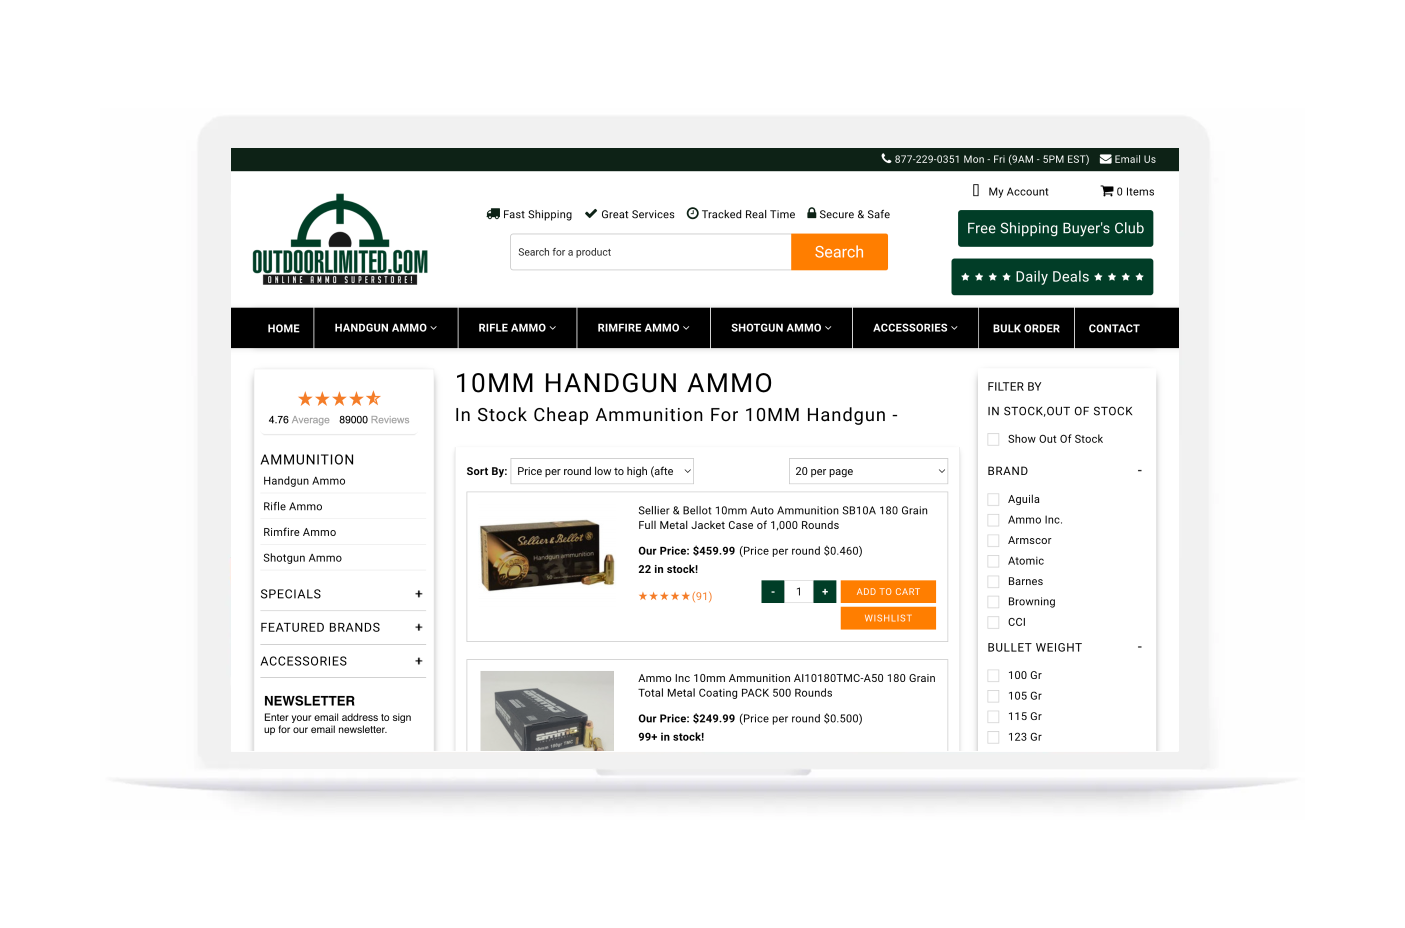 877-229-0351 Mon - Fri (9AM - 5PM EST) Email Us
My Account 0 Items
Fast Shipping Great Services Tracked Real Time Secure & Safe
Search for a product Search
Free Shipping Buyer's Club
★ ★ ★ ★ Daily Deals ★ ★ ★ ★
OUTDOORLIMITED.COM
ONLINE AMMO SUPERSTORE!
HOME HANDGUN AMMO RIFLE AMMO RIMFIRE AMMO SHOTGUN AMMO ACCESSORIES BULK ORDER CONTACT
4.76 Average 89000 Reviews
AMMUNITION
Handgun Ammo
Rifle Ammo
Rimfire Ammo
Shotgun Ammo
SPECIALS +
FEATURED BRANDS +
ACCESSORIES +
NEWSLETTER
Enter your email address to sign
up for our email newsletter.
10MM HANDGUN AMMO
In Stock Cheap Ammunition For 10MM Handgun -
Sort By: Price per round low to high (afte 20 per page
Sellier & Bellot
Handgun ammunition
Sellier & Bellot 10mm Auto Ammunition SB10A 180 Grain
Full Metal Jacket Case of 1,000 Rounds
Our Price: $459.99 (Price per round $0.460)
22 in stock!
★★★★★(91)
- 1 + ADD TO CART
WISHLIST
Ammo Inc 10mm Ammunition AI10180TMC-A50 180 Grain
Total Metal Coating PACK 500 Rounds
Our Price: $249.99 (Price per round $0.500)
99+ in stock!
FILTER BY
IN STOCK,OUT OF STOCK
Show Out Of Stock
BRAND -
Aguila
Ammo Inc.
Armscor
Atomic
Barnes
Browning
CCI
BULLET WEIGHT -
100 Gr
105 Gr
115 Gr
123 Gr